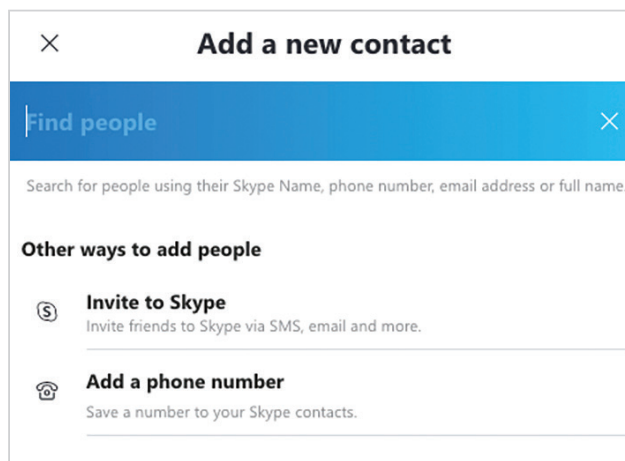 Add a new contact
Find people
Search for people using their Skype Name, phone number, email address or full name.
Other ways to add people
Invite to Skype
Invite friends to Skype via SMS, email and more.
Add a phone number
Save a number to your Skype contacts.